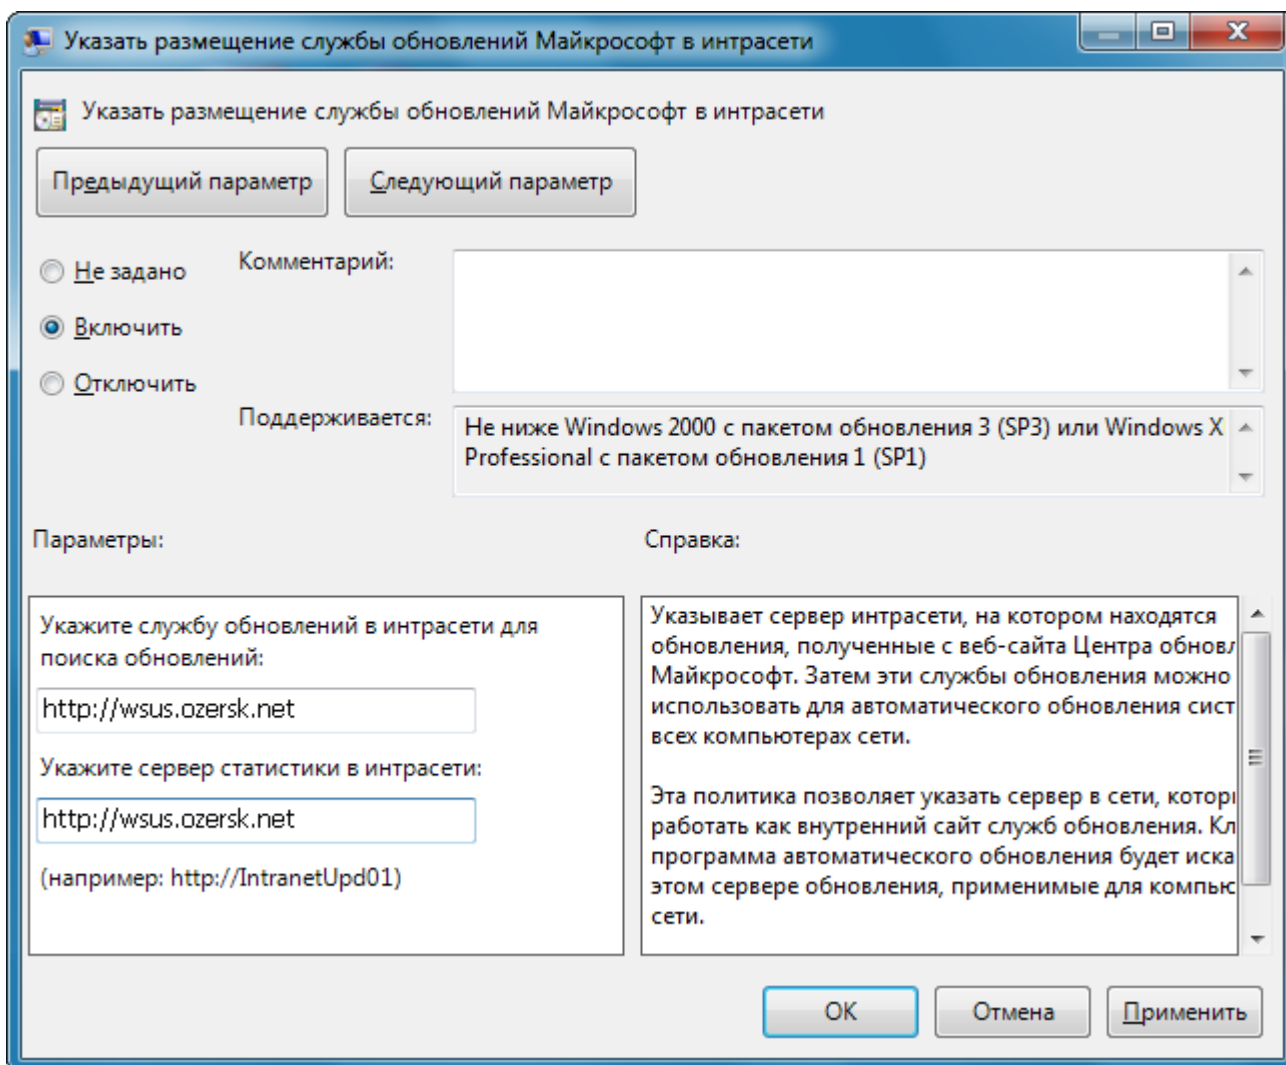 Указать размещение службы обновлений Майкрософт в интрасети
Указать размещение службы обновлений Майкрософт в интрасети
Предыдущий параметр
Следующий параметр
Не задано
Включить
Отключить
Комментарий:
Поддерживается:
Не ниже Windows 2000 с пакетом обновления 3 (SP3) или Windows X
Professional с пакетом обновления 1 (SP1)
Параметры:
Справка:
Укажите службу обновлений в интрасети для
поиска обновлений:
http://wsus.ozersk.net
Укажите сервер статистики в интрасети:
http://wsus.ozersk.net
(например: http://IntranetUpd01)
Указывает сервер интрасети, на котором находятся
обновления, полученные с веб-сайта Центра обновл
Майкрософт. Затем эти службы обновления можно
использовать для автоматического обновления сист
всех компьютерах сети.
Эта политика позволяет указать сервер в сети, котор
работать как внутренний сайт служб обновления. Кл
программа автоматического обновления будет иска
этом сервере обновления, применимые для компьюс
сети.
OK
Отмена
Применить